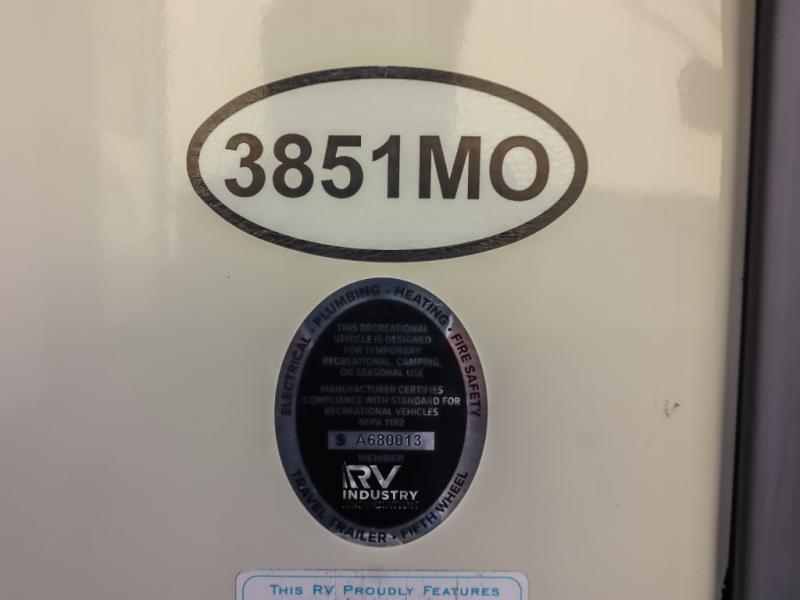 3851MO
ELECTRICAL · PLUMBING · HEATING · FIRE SAFETY
THIS RECREATIONAL
VEHICLE IS DESIGNED
FOR TEMPORARY
RECREATIONAL, CAMPING,
OR SEASONAL USE
MANUFACTURER CERTIFIES
COMPLIANCE WITH STANDARD FOR
RECREATIONAL VEHICLES
NFPA 1192
S A680013
MEMBER
RV
INDUSTRY
TRAVEL TRAILER · FIFTH WHEEL
THIS RV PROUDLY FEATURES